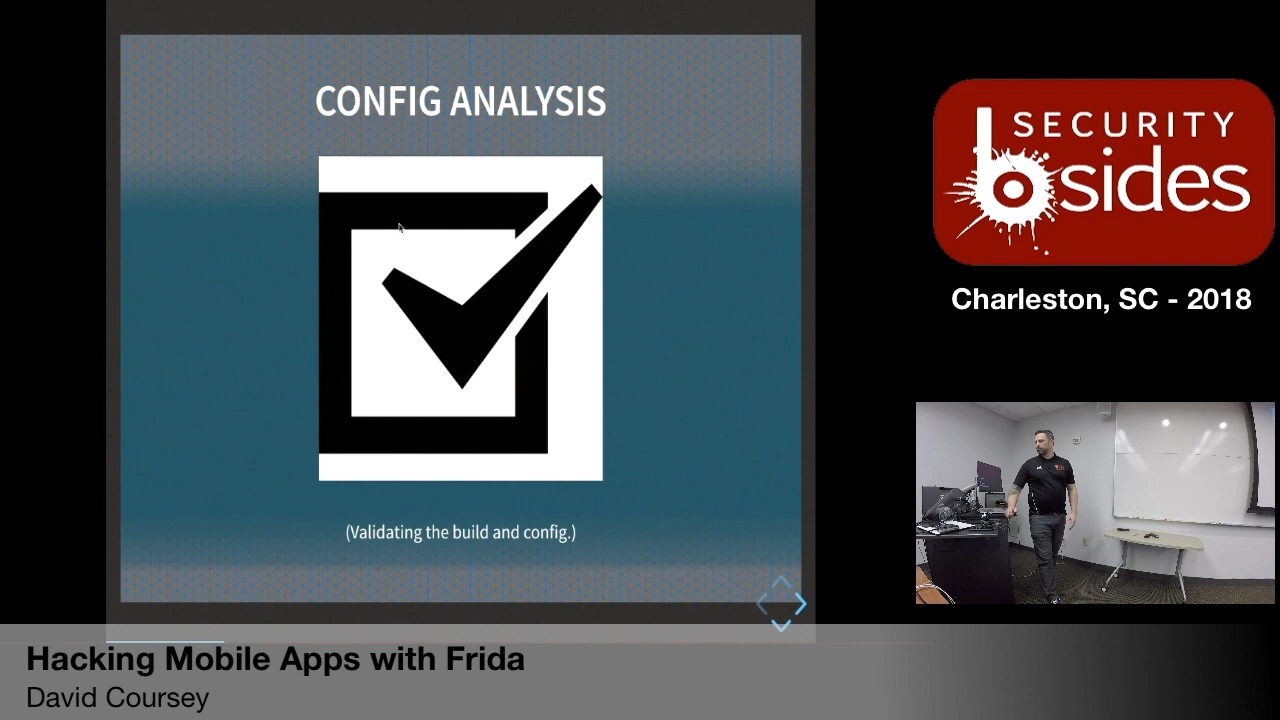 CONFIG ANALYSIS
(Validating the build and config.)
SECURITY
bsides
Charleston, SC - 2018
Hacking Mobile Apps with Frida
David Coursey